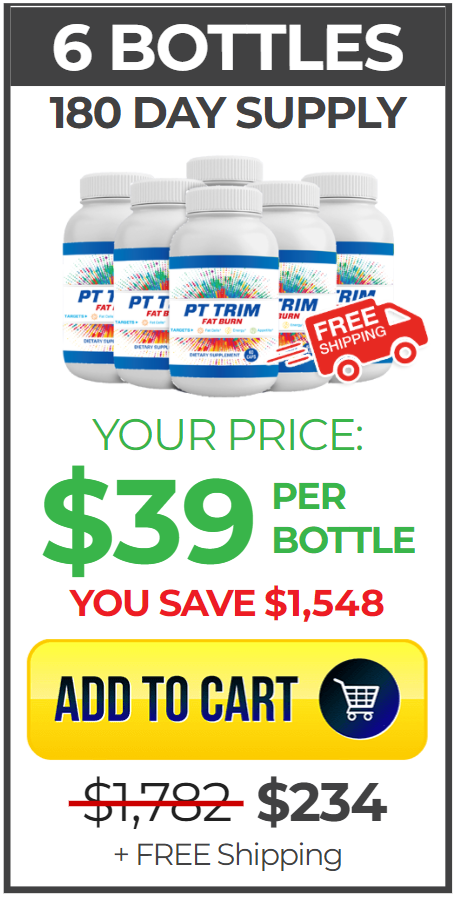 6 BOTTLES
180 DAY SUPPLY
PT TRIM
FAT BURN
TARGETS
DIETARY SUPPLEMENT
FREE
SHIPPING
YOUR PRICE:
$39 PER
BOTTLE
YOU SAVE $1,548
ADD TO CART
$1,782 $234
+ FREE Shipping